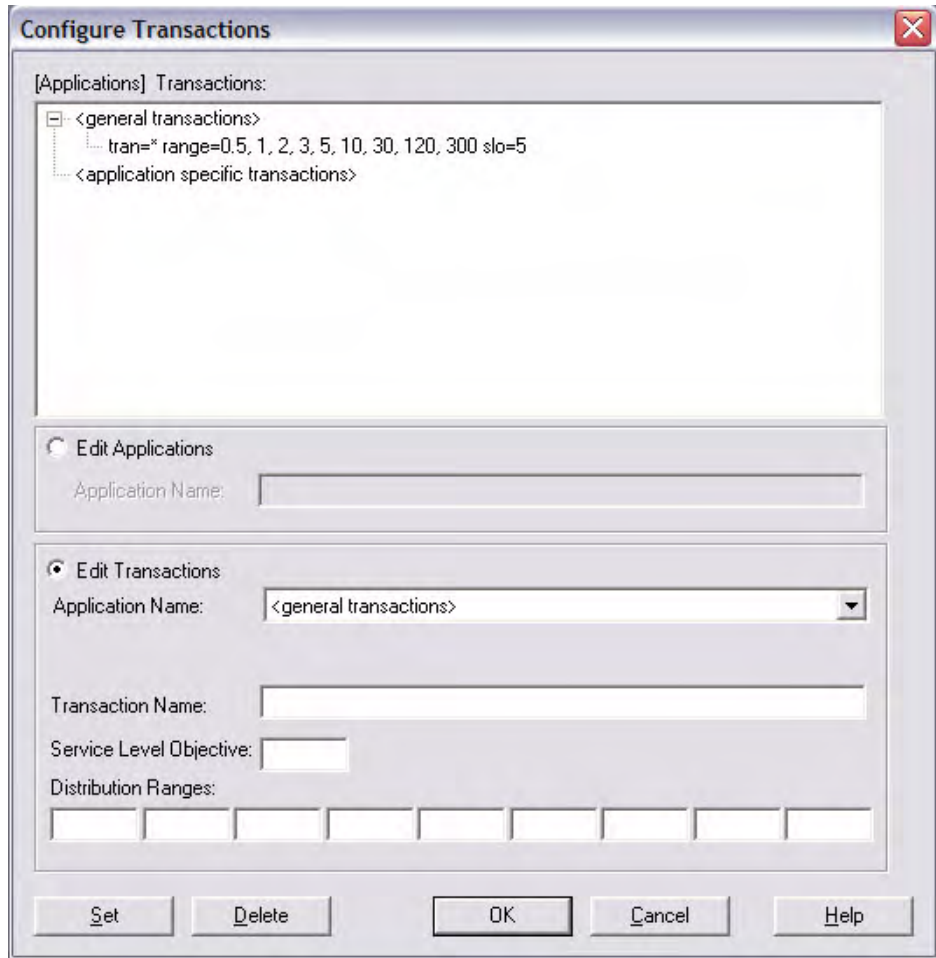 Configure Transactions
[Applications] Transactions:
<general transactions>
tran=* range=0.5, 1, 2, 3, 5, 10, 30, 120, 300 slo=5
<application specific transactions>
Edit Applications
Application Name:
Edit Transactions
Application Name: <general transactions>
Transaction Name:
Service Level Objective:
Distribution Ranges:
Set Delete OK Cancel Help